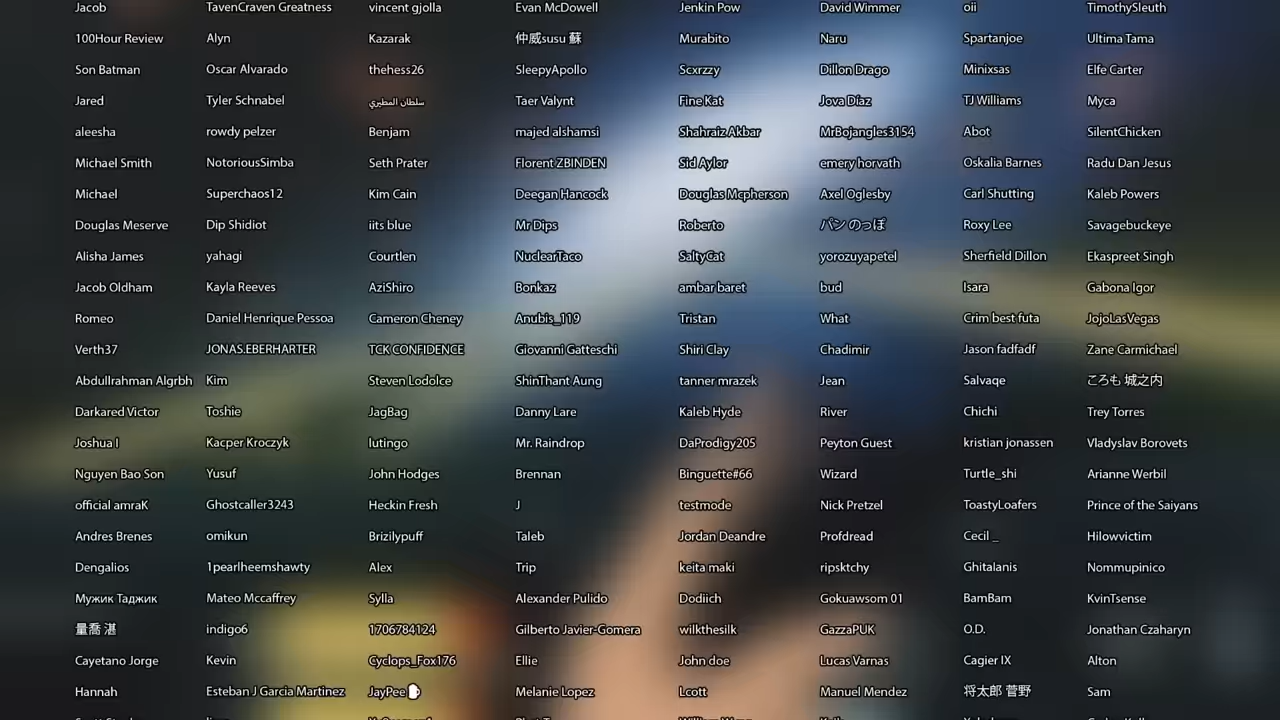 Jacob TavenCraven Greatness vincent gjolla Evan McDowell Jenkin Pow David Wimmer oii TimothySleuth
100Hour Review Alyn Kazarak 仲威susu 蘇 Murabito Naru Spartanjoe Ultima Tama
Son Batman Oscar Alvarado thehess26 SleepyApollo Scxrzzy Dillon Drago Minixsas Elfe Carter
Jared Tyler Schnabel سلطان المطيري Taer Valynt Fine Kat Jova Díaz TJ Williams Myca
aleesha rowdy pelzer Benjam majed alshamsi Shahraiz Akbar MrBojangles3154 Abot SilentChicken
Michael Smith NotoriousSimba Seth Prater Florent ZBINDEN Sid Aylor emery horvath Oskalia Barnes Radu Dan Jesus
Michael Superchaos12 Kim Cain Deegan Hancock Douglas Mcpherson Axel Oglesby Carl Shutting Kaleb Powers
Douglas Meserve Dip Shidiot iits blue Mr Dips Roberto パン のっぽ Roxy Lee Savagebuckeye
Alisha James yahagi Courtlen NuclearTaco SaltyCat yorozuyapetel Sherfield Dillon Ekaspreet Singh
Jacob Oldham Kayla Reeves AziShiro Bonkaz ambar baret bud Isara Gabona Igor
Romeo Daniel Henrique Pessoa Cameron Cheney Anubis_119 Tristan What Crim best futa JojoLasVegas
Verth37 JONAS.EBERHARTER TCK CONFIDENCE Giovanni Gatteschi Shiri Clay Chadimir Jason fadfadf Zane Carmichael
Abdullrahman Algrbh Kim Steven Lodolce ShinThant Aung tanner mrazek Jean Salvaqe ころも 城之内
Darkared Victor Toshie JagBag Danny Lare Kaleb Hyde River Chichi Trey Torres
Joshua I Kacper Kroczyk lutingo Mr. Raindrop DaProdigy205 Peyton Guest kristian jonassen Vladyslav Borovets
Nguyen Bao Son Yusuf John Hodges Brennan Binguette#66 Wizard Turtle_shi Arianne Werbil
official amraK Ghostcaller3243 Heckin Fresh J testmode Nick Pretzel ToastyLoafers Prince of the Saiyans
Andres Brenes omikun Brizilypuff Taleb Jordan Deandre Profdread Cecil _ Hilowvictim
Dengalios 1pearlheemshawty Alex Trip keita maki ripsktchy Ghitalanis Nommupinico
Мужик Таджик Mateo Mccaffrey Sylla Alexander Pulido Dodiich Gokuawsom 01 BamBam KvinTsense
量喬 湛 indigo6 1706784124 Gilberto Javier-Gomera wilkthesilk GazzaPUK O.D. Jonathan Czaharyn
Cayetano Jorge Kevin Cyclops_Fox176 Ellie John doe Lucas Varnas Cagier IX Alton
Hannah Esteban J Garcia Martinez JayPee Melanie Lopez Lcott Manuel Mendez 将太郎 菅野 Sam